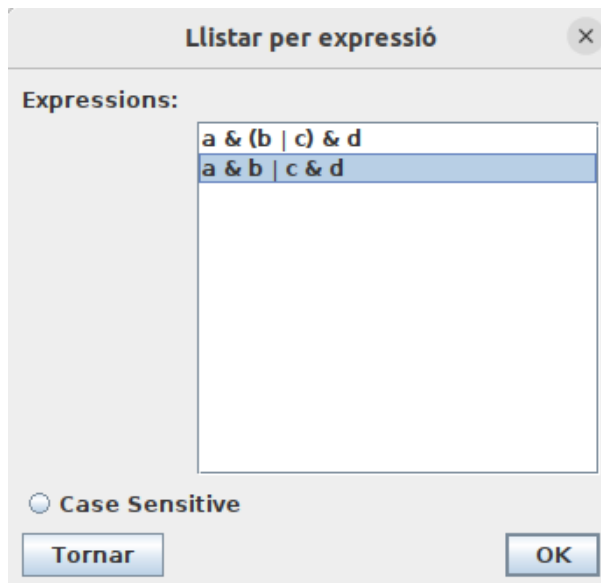 Llistar per expressió
Expressions:
a & (b | c) & d
a & b | c & d
Case Sensitive
Tornar
OK